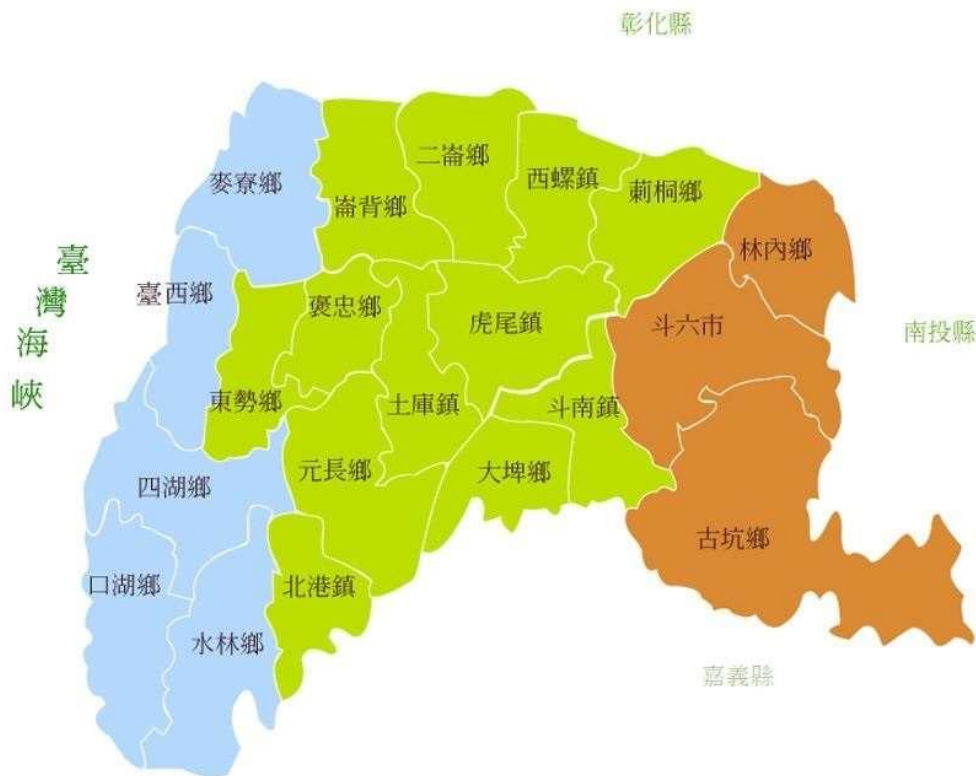 彰化縣
二崙鄉
西螺鎮
麥寮鄉
崙背鄉
莿桐鄉
林內鄉
臺灣海峽
臺西鄉
褒忠鄉
虎尾鎮
斗六市
南投縣
東勢鄉
土庫鎮
斗南鎮
四湖鄉
元長鄉
大埤鄉
古坑鄉
口湖鄉
北港鎮
水林鄉
嘉義縣